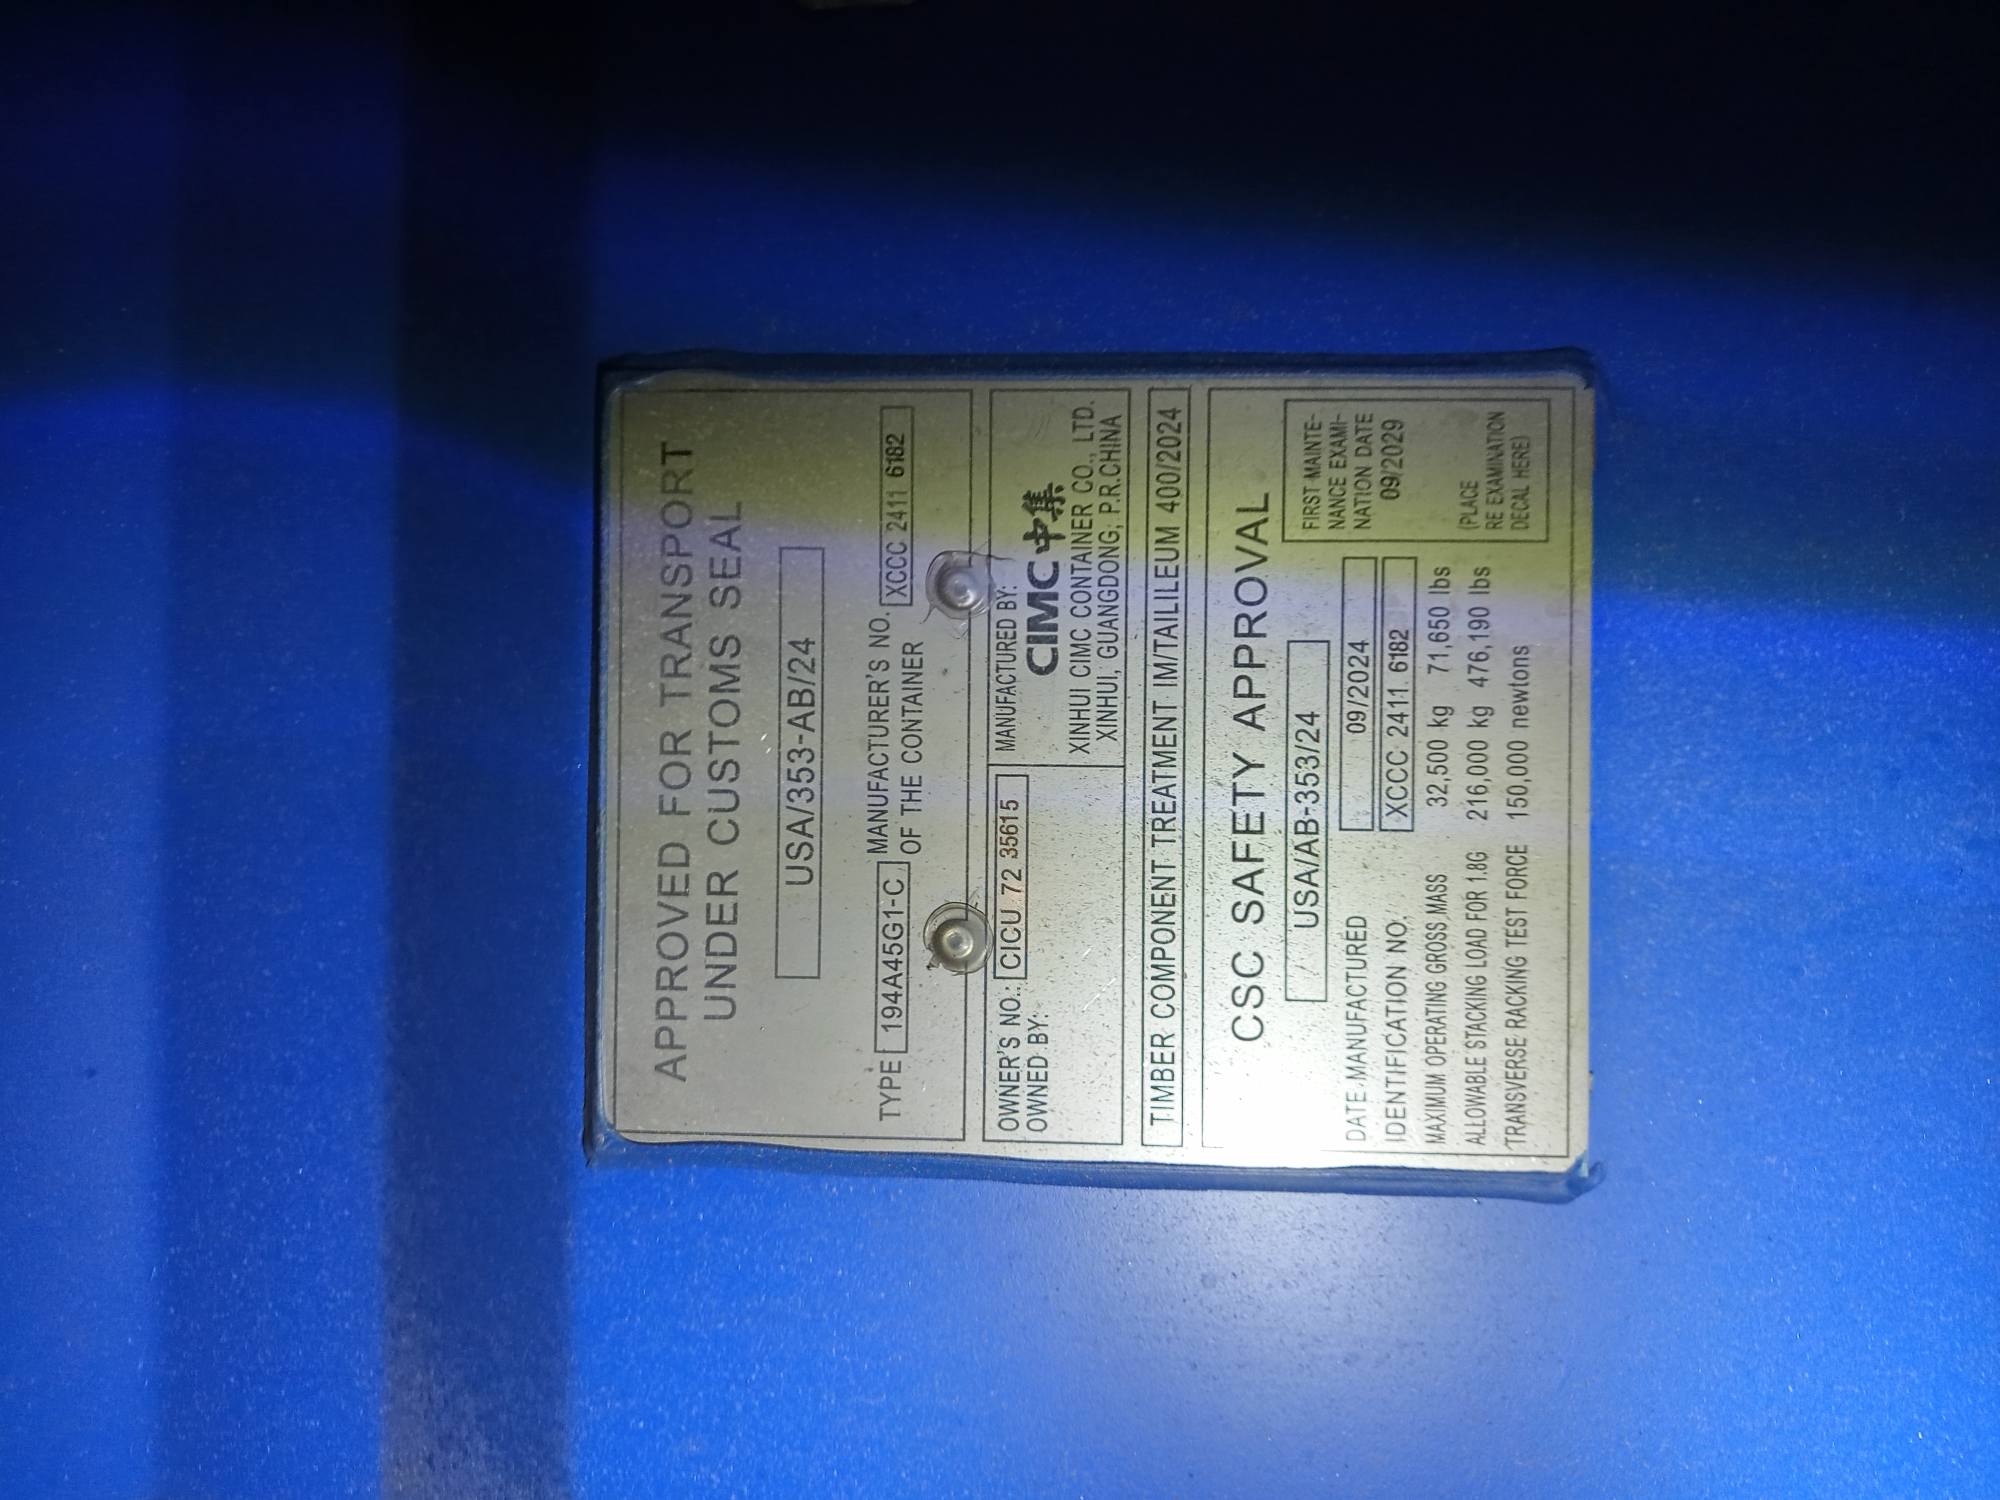 APPROVED FOR TRANSPORT
UNDER CUSTOMS SEAL
USA/353-AB/24
TYPE 194A45G1-C MANUFACTURER'S NO. XCCC 2411 6182
OF THE CONTAINER
OWNER'S NO.: CICU 72 35615
OWNED BY:
MANUFACTURED BY:
CIMC 中集
XINHUI CIMC CONTAINER CO., LTD.
XINHUI, GUANGDONG, P.R.CHINA
TIMBER COMPONENT TREATMENT IM/TAILILEUM 400/2024
CSC SAFETY APPROVAL
USA/AB-353/24
DATE MANUFACTURED 09/2024
IDENTIFICATION NO. XCCC 2411 6182
MAXIMUM OPERATING GROSS MASS 32,500 kg 71,650 lbs
ALLOWABLE STACKING LOAD FOR 1.8G 216,000 kg 476,190 lbs
TRANSVERSE RACKING TEST FORCE 150,000 newtons
FIRST MAINTE-
NANCE EXAMI-
NATION DATE
09/2029
(PLACE
RE EXAMINATION
DECAL HERE)